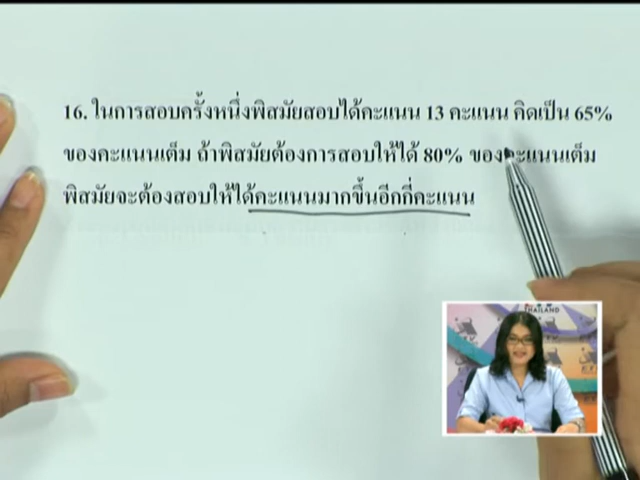 16. ในการสอบครั้งหนึ่งพิสมัยสอบได้คะแนน 13 คะแนน คิดเป็น 65%
ของคะแนนเต็ม ถ้าพิสมัยต้องการสอบให้ได้ 80% ของคะแนนเต็ม
พิสมัยจะต้องสอบให้ได้คะแนนมากขึ้นอีกกี่คะแนน
THAILAND